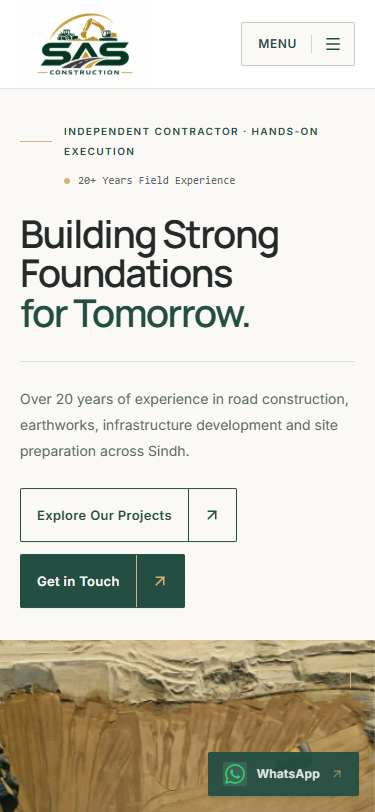 SAS
CONSTRUCTION
MENU
INDEPENDENT CONTRACTOR · HANDS-ON
EXECUTION
20+ Years Field Experience
Building Strong
Foundations
for Tomorrow.
Over 20 years of experience in road construction,
earthworks, infrastructure development and site
preparation across Sindh.
Explore Our Projects
Get in Touch
WhatsApp